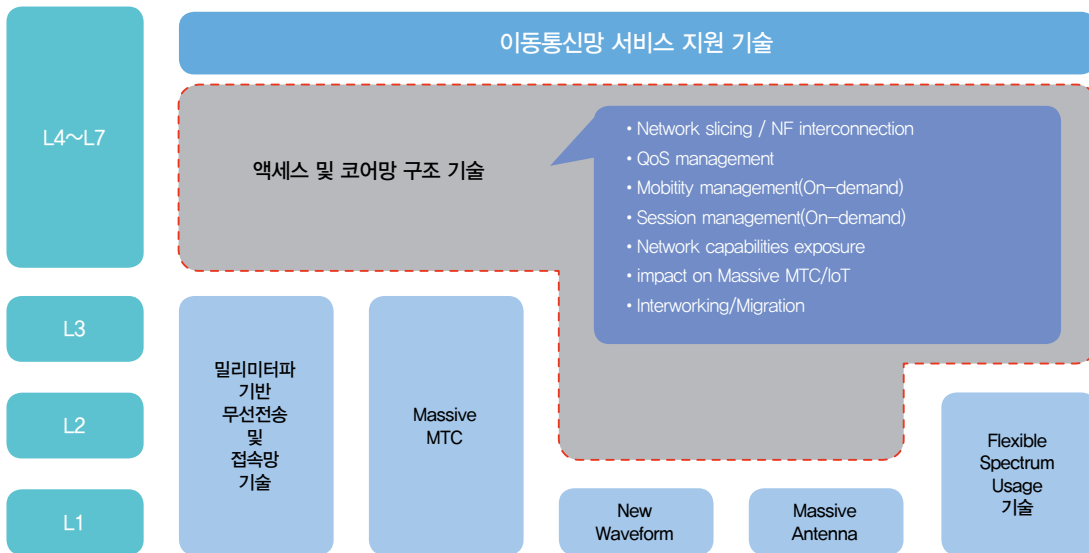 이동통신망 서비스 지원 기술
L4~L7
액세스 및 코어망 구조 기술
• Network slicing / NF interconnection
• QoS management
• Mobitity management(On-demand)
• Session management(On-demand)
• Network capabilities exposure
• impact on Massive MTC/IoT
• Interworking/Migration
L3
L2
L1
밀리미터파
기반
무선전송
및
접속망
기술
Massive
MTC
New
Waveform
Massive
Antenna
Flexible
Spectrum
Usage
기술